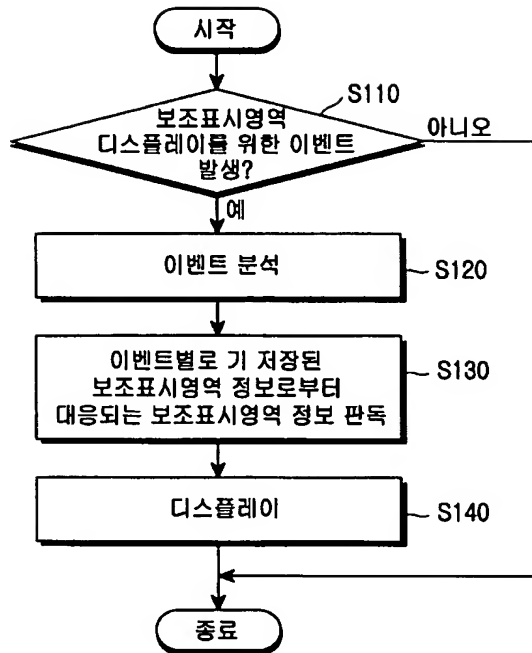 시작
S110
보조표시영역
디스플레이를 위한 이벤트
발생?
아니오
예
이벤트 분석
S120
이벤트별로 기 저장된
보조표시영역 정보로부터
대응되는 보조표시영역 정보 판독
S130
디스플레이
S140
종료